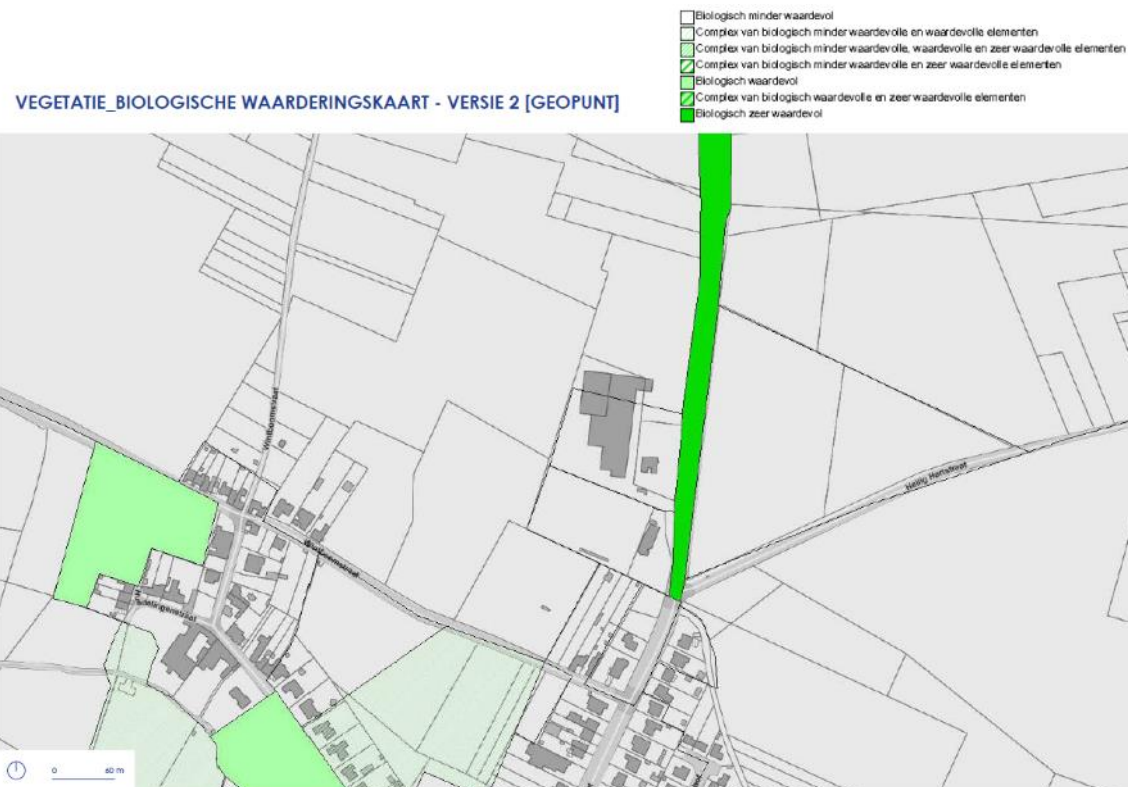 Biologisch minder waardevol
Complex van biologisch minder waardevolle en waardevolle elementen
Complex van biologisch minder waardevolle, waardevolle en zeer waardevolle elementen
Complex van biologisch minder waardevolle en zeer waardevolle elementen
Biologisch waardevol
Complex van biologisch waardevolle en zeer waardevolle elementen
Biologisch zeer waardevol
VEGETATIE_BIOLOGISCHE WAARDERINGSKAART - VERSIE 2 [GEOPUNT]
Heilig Hartstraat
0 60 m